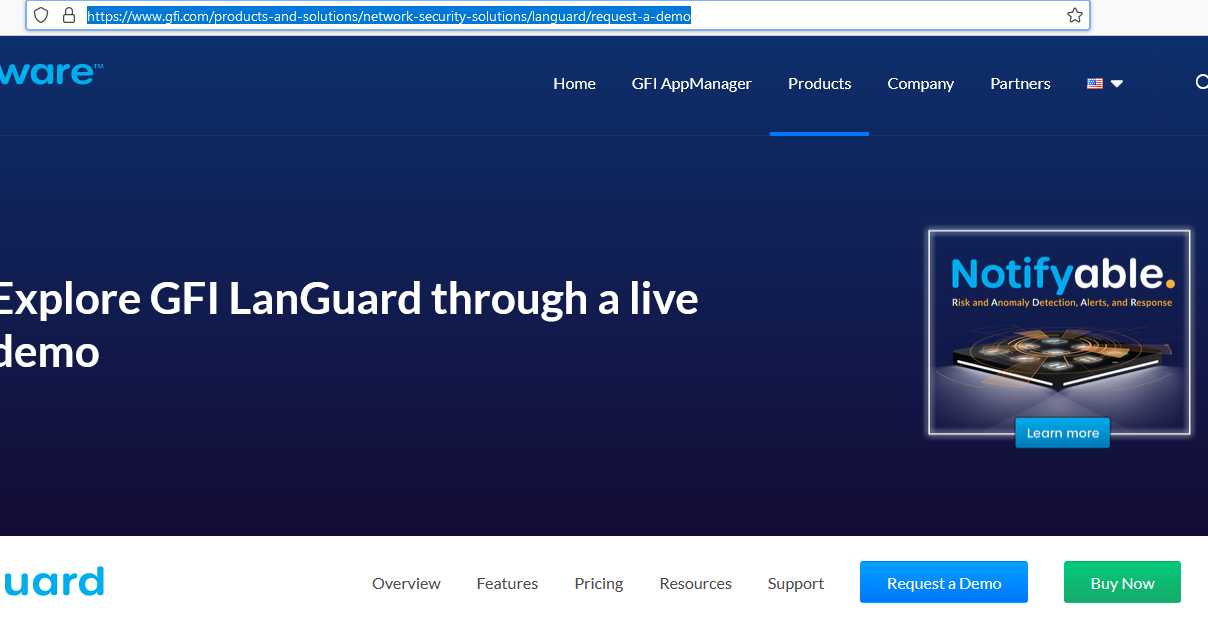 https://www.gfi.com/products-and-solutions/network-security-solutions/languard/request-a-demo
ware™
Home GFI AppManager Products Company Partners
Explore GFI LanGuard through a live
demo
Notifyable.
Risk and Anomaly Detection, Alerts, and Response
Learn more
uard
Overview Features Pricing Resources Support Request a Demo Buy Now